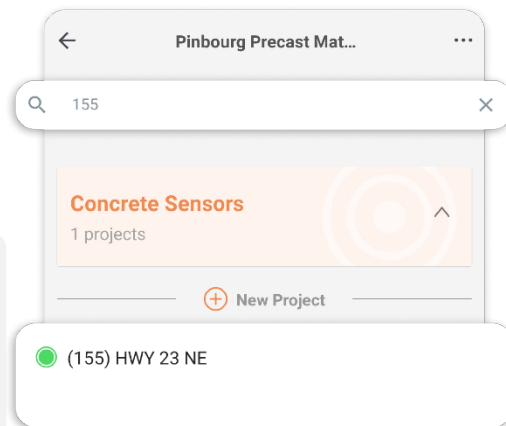 Pinbourg Precast Mat...
155
Concrete Sensors
1 projects
New Project
(155) HWY 23 NE